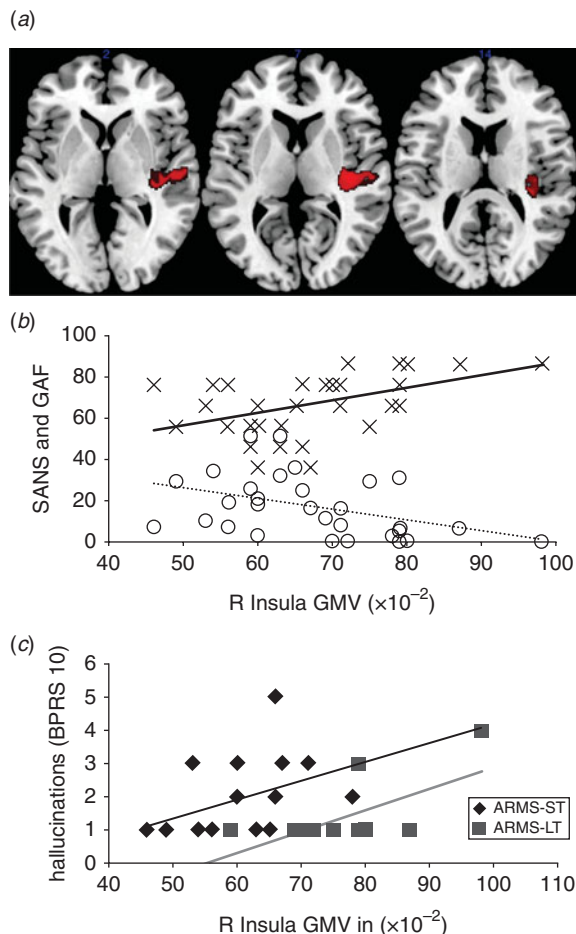 (a)
2 7 14
(b)
100
80
60
40
20
0
SANS and GAF
40 50 60 70 80 90 100
R Insula GMV (×10−2)
(c)
6
5
4
3
2
1
0
hallucinations (BPRS 10)
ARMS-ST
ARMS-LT
40 50 60 70 80 90 100 110
R Insula GMV in (×10−2)